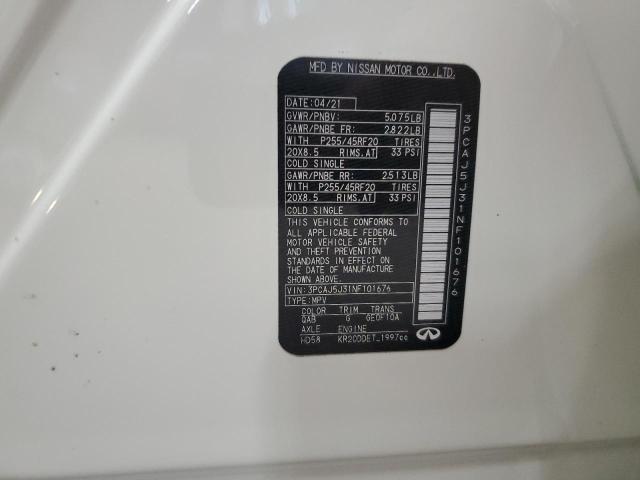 MFD BY NISSAN MOTOR CO.,LTD.
DATE: 04/21
GVWR/PNBV: 5,075LB
GAWR/PNBE FR: 2,822LB
WITH P255/45RF20 TIRES
20X8.5 RIMS,AT 33 PSI
COLD SINGLE
GAWR/PNBE RR: 2,513LB
WITH P255/45RF20 TIRES
20X8.5 RIMS,AT 33 PSI
COLD SINGLE
THIS VEHICLE CONFORMS TO
ALL APPLICABLE FEDERAL
MOTOR VEHICLE SAFETY
AND THEFT PREVENTION
STANDARDS IN EFFECT ON
THE DATE OF MANUFACTURE
SHOWN ABOVE.
VIN: 3PCAJ5J31NF101676
TYPE: MPV
COLOR TRIM TRANS
QAB G GE0F10A
AXLE ENGINE
HD58 KR20DDET_1997cc
3PCAJ5J31NF101676